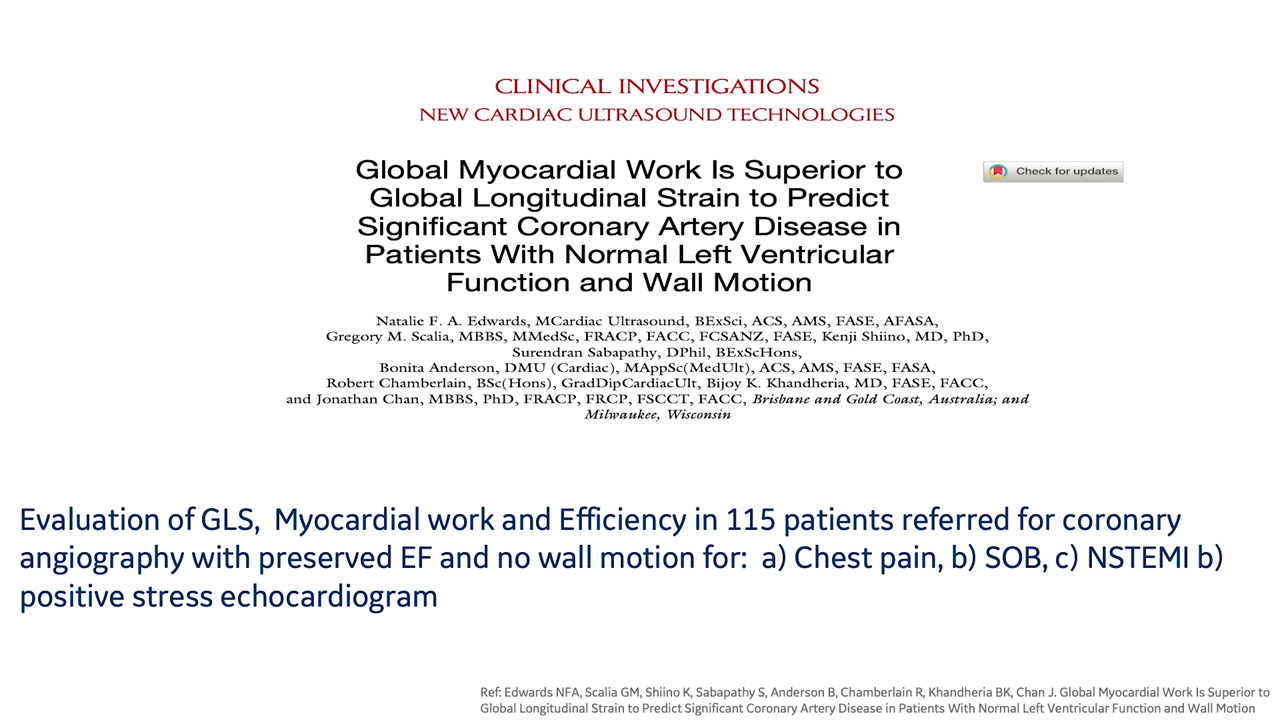 CLINICAL INVESTIGATIONS
NEW CARDIAC ULTRASOUND TECHNOLOGIES
Global Myocardial Work Is Superior to
Global Longitudinal Strain to Predict
Significant Coronary Artery Disease in
Patients With Normal Left Ventricular
Function and Wall Motion
Check for updates
Natalie F. A. Edwards, MCardiac Ultrasound, BExSci, ACS, AMS, FASE, AFASA,
Gregory M. Scalia, MBBS, MMedSc, FRACP, FACC, FCSANZ, FASE, Kenji Shiino, MD, PhD,
Surendran Sabapathy, DPhil, BExScHons,
Bonita Anderson, DMU (Cardiac), MAppSc(MedUlt), ACS, AMS, FASE, FASA,
Robert Chamberlain, BSc(Hons), GradDipCardiacUlt, Bijoy K. Khandheria, MD, FASE, FACC,
and Jonathan Chan, MBBS, PhD, FRACP, FRCP, FSCCT, FACC, Brisbane and Gold Coast, Australia; and
Milwaukee, Wisconsin
Evaluation of GLS,  Myocardial work and Efficiency in 115 patients referred for coronary
angiography with preserved EF and no wall motion for:  a) Chest pain, b) SOB, c) NSTEMI b)
positive stress echocardiogram
Ref: Edwards NFA, Scalia GM, Shiino K, Sabapathy S, Anderson B, Chamberlain R, Khandheria BK, Chan J. Global Myocardial Work Is Superior to
Global Longitudinal Strain to Predict Significant Coronary Artery Disease in Patients With Normal Left Ventricular Function and Wall Motion